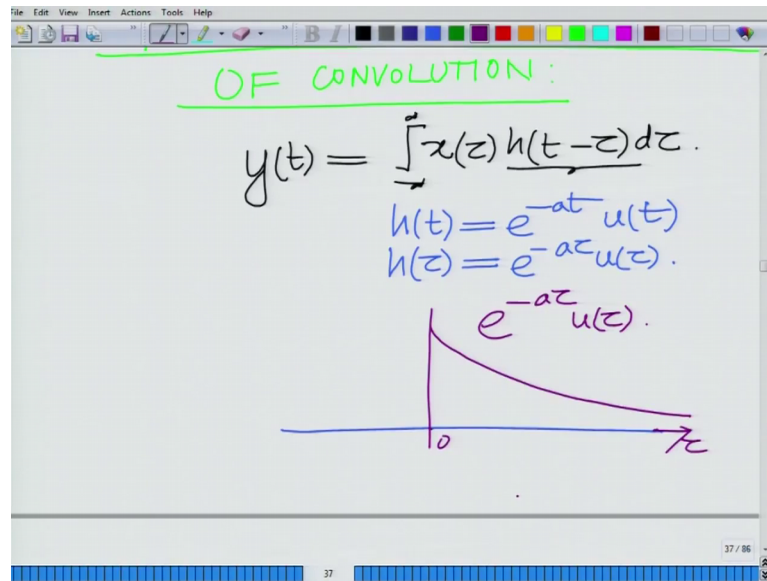 File Edit View Insert Actions Tools Help
B I
OF CONVOLUTION:
y(t) = ∫_{-∞}^{∞} x(τ) h(t-τ) dτ.
h(t) = e^{-at} u(t)
h(τ) = e^{-aτ} u(τ).
e^{-aτ} u(τ).
0
τ
37 / 86
37